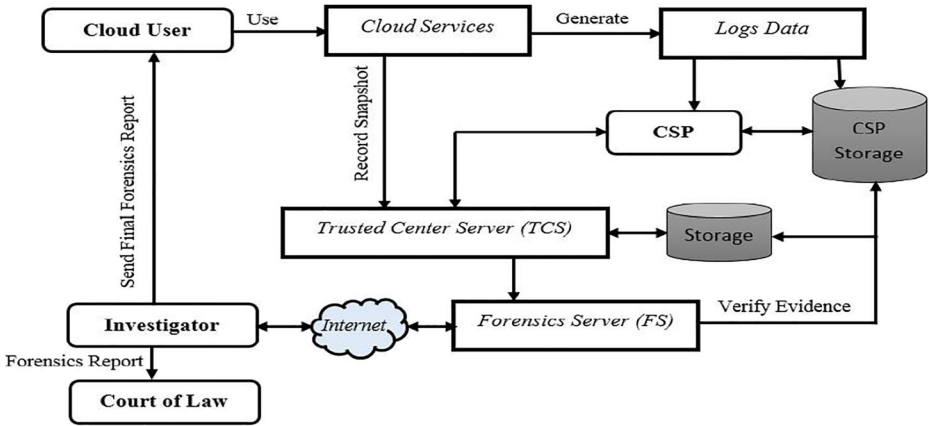 Cloud User
Use
Cloud Services
Generate
Logs Data
Record Snapshot
Send Final Forensics Report
CSP
CSP
Storage
Trusted Center Server (TCS)
Storage
Investigator
Internet
Forensics Server (FS)
Verify Evidence
Forensics Report
Court of Law